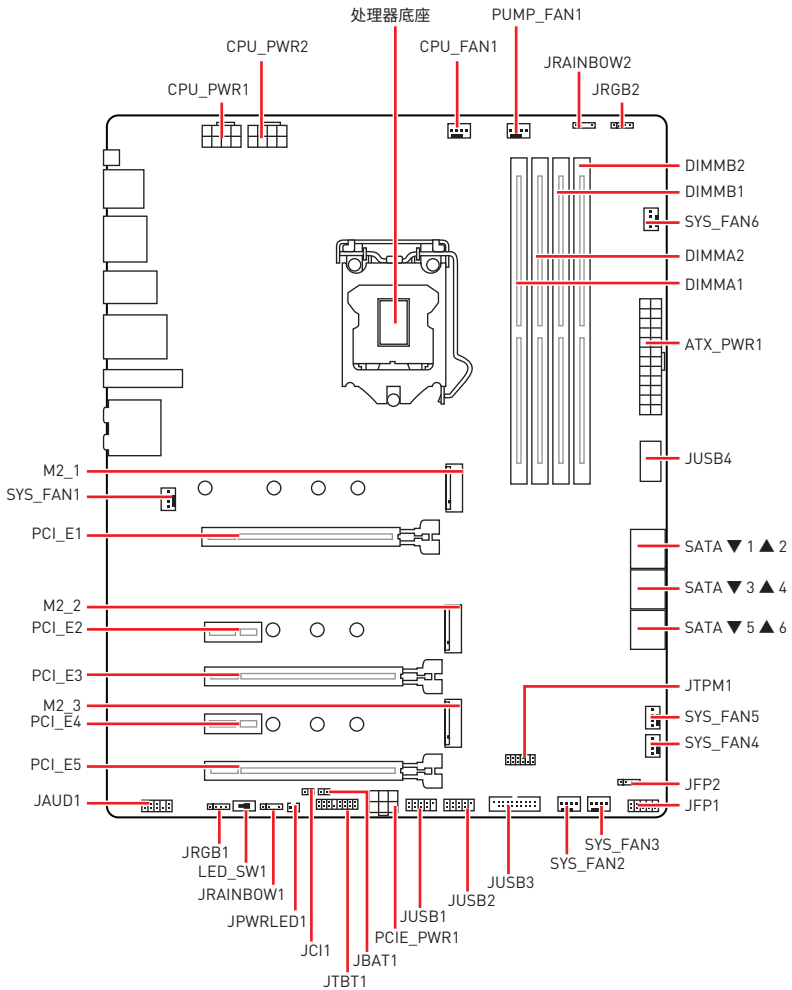 处理器底座
PUMP_FAN1
CPU_PWR2
CPU_FAN1
JRAINBOW2
CPU_PWR1
JRGB2
DIMMB2
DIMMB1
SYS_FAN6
DIMMA2
DIMMA1
ATX_PWR1
JUSB4
M2_1
SYS_FAN1
PCI_E1
SATA ▼ 1 ▲ 2
SATA ▼ 3 ▲ 4
SATA ▼ 5 ▲ 6
M2_2
PCI_E2
PCI_E3
M2_3
PCI_E4
PCI_E5
JAUD1
JTPM1
SYS_FAN5
SYS_FAN4
JFP2
JFP1
JRGB1
LED_SW1
JRAINBOW1
JPWRLED1
JCI1
JTBT1
JBAT1
PCIE_PWR1
JUSB1
JUSB2
JUSB3
SYS_FAN2
SYS_FAN3